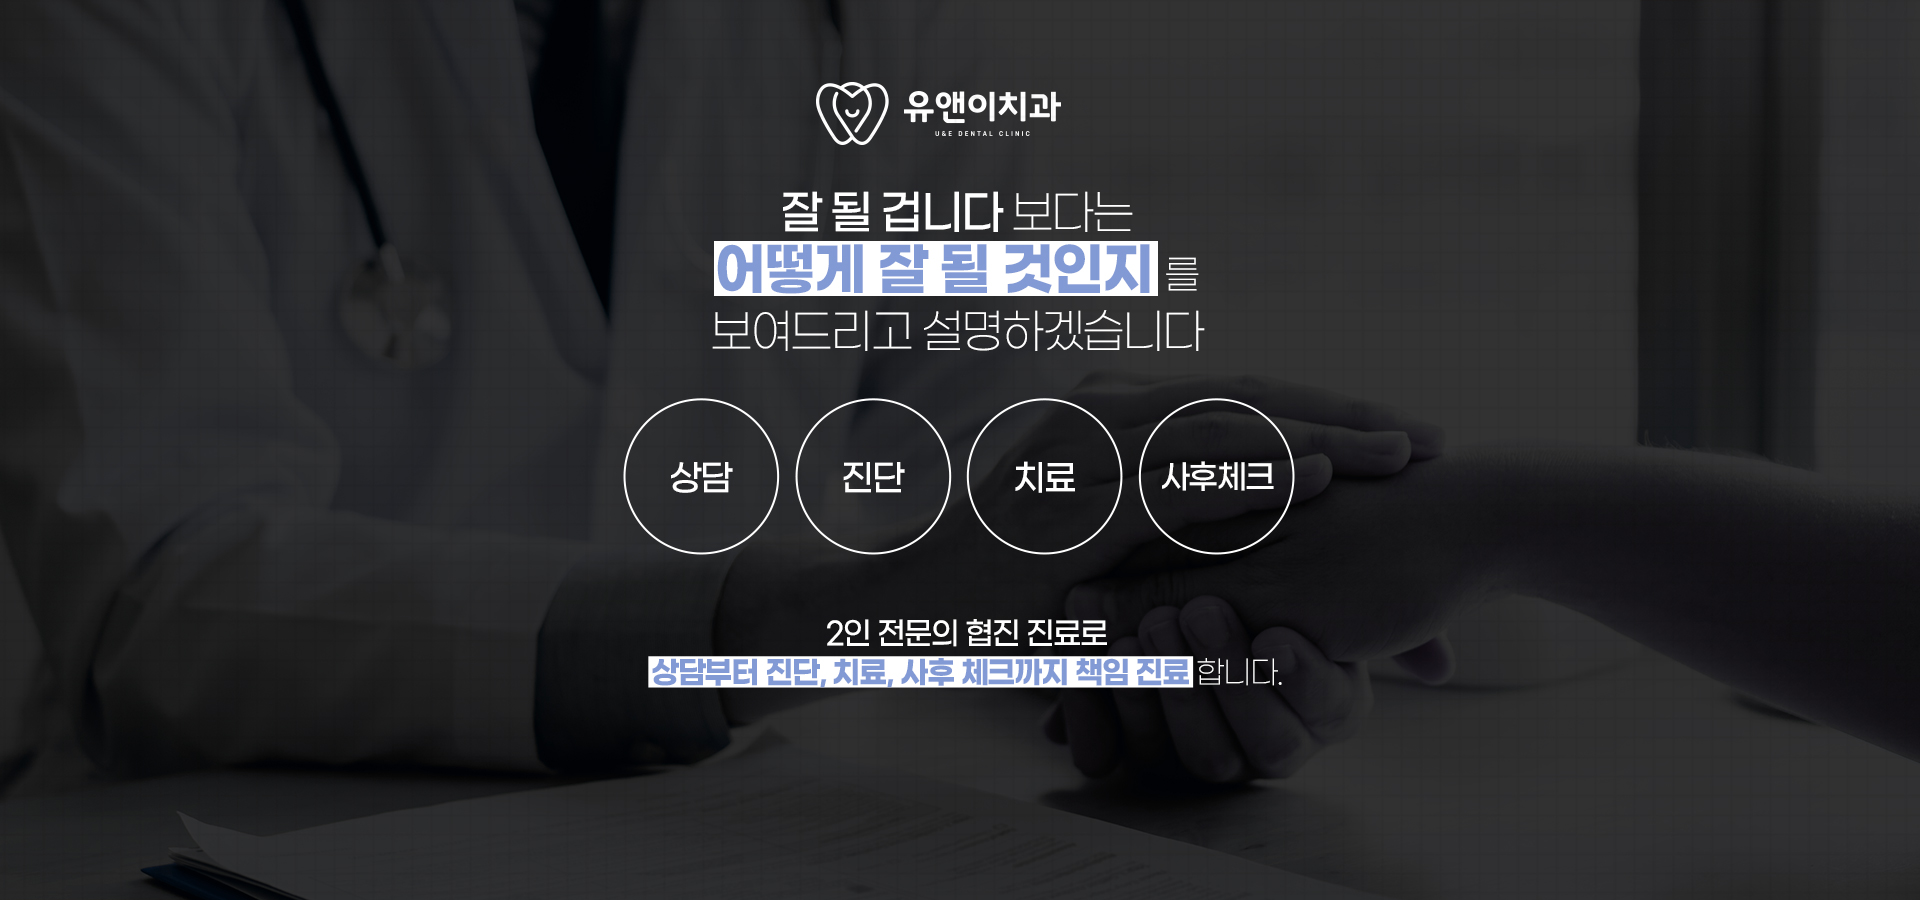 유앤이치과
U&E DENTAL CLINIC
잘 될 겁니다 보다는
어떻게 잘 될 것인지 를
보여드리고 설명하겠습니다
상담
진단
치료
사후체크
2인 전문의 협진 진료로
상담부터 진단, 치료, 사후 체크까지 책임 진료 합니다.